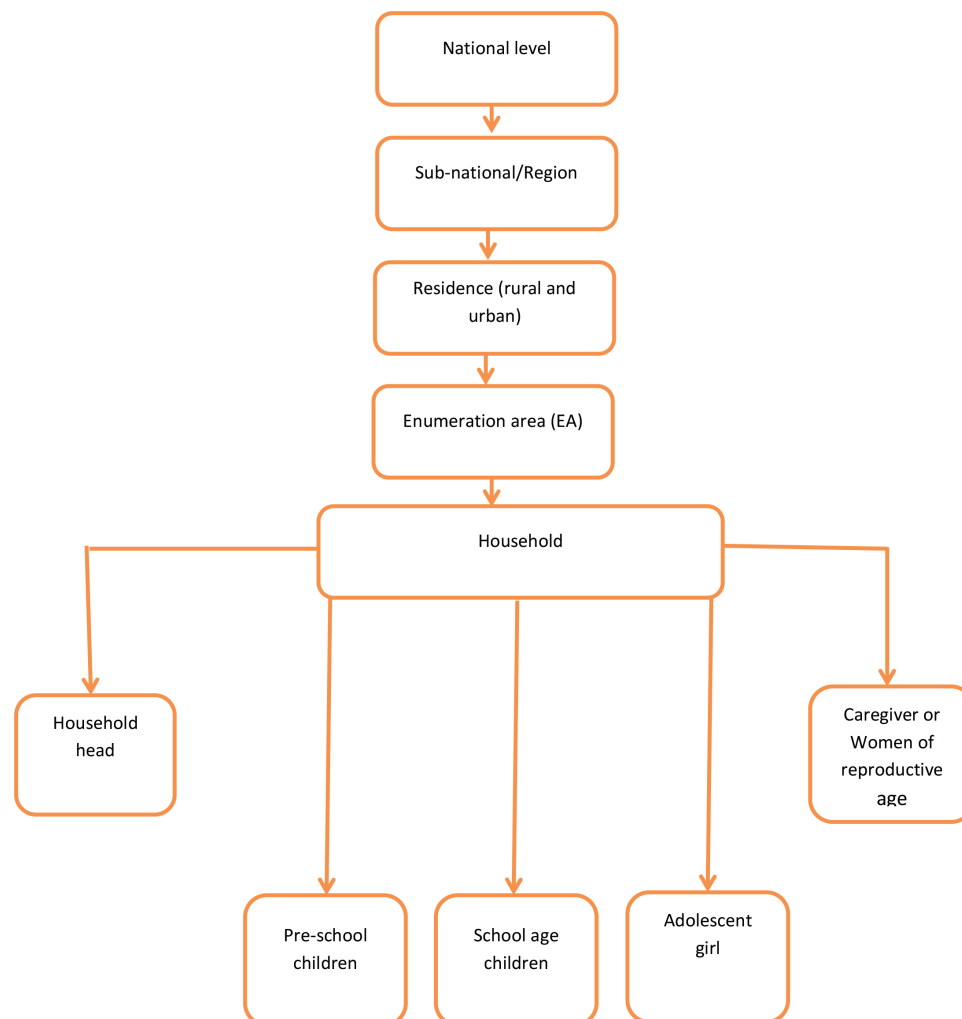 National level
Sub-national/Region
Residence (rural and
urban)
Enumeration area (EA)
Household
Household
head
Caregiver or
Women of
reproductive
age
Pre-school
children
School age
children
Adolescent
girl